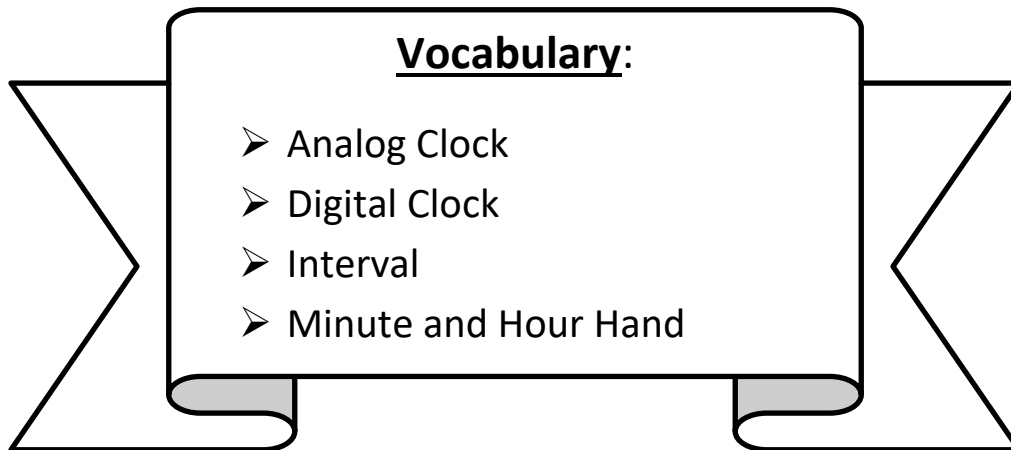 Vocabulary:
➢ Analog Clock
➢ Digital Clock
➢ Interval
➢ Minute and Hour Hand